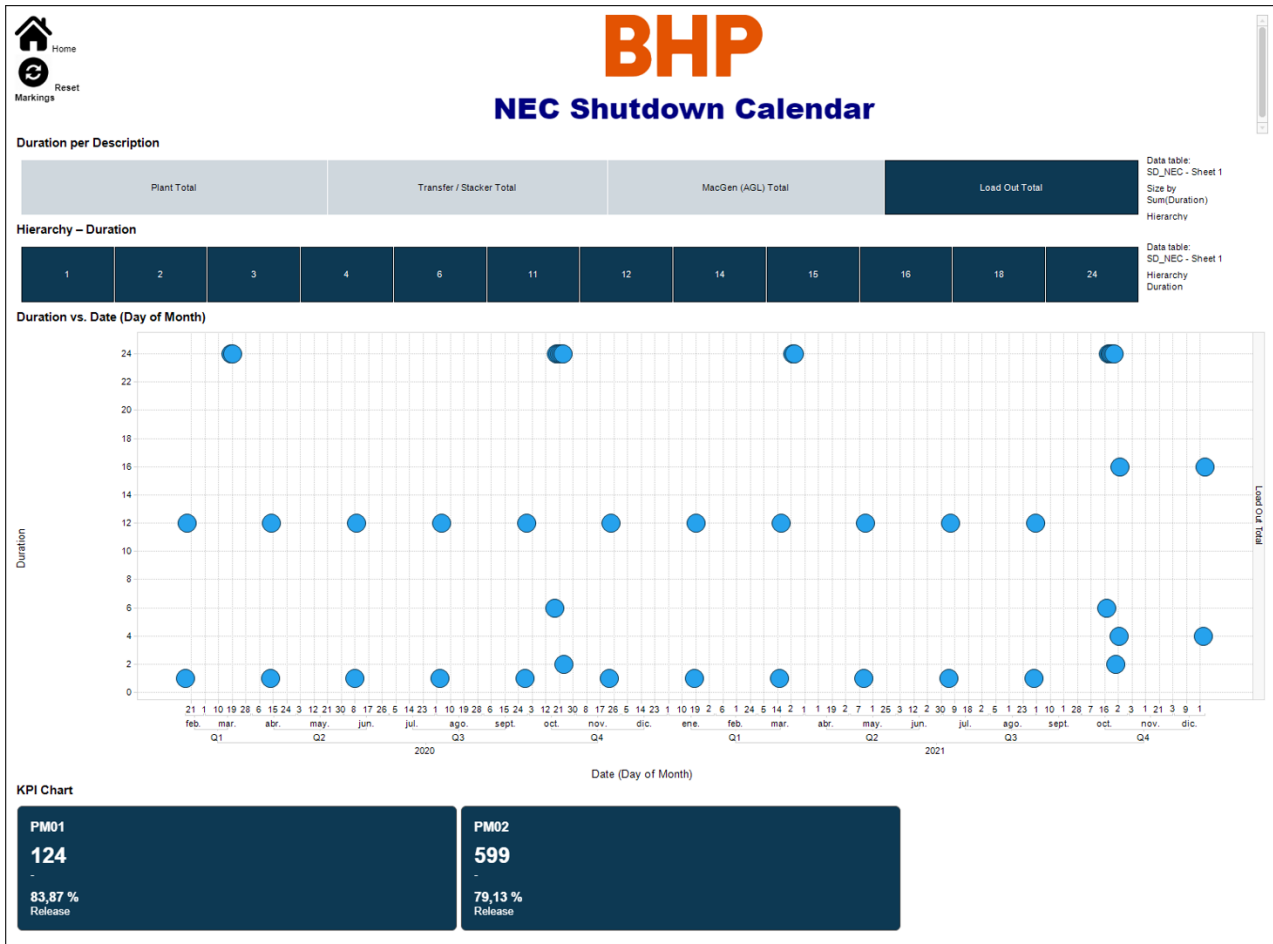 Home
Reset
Markings
BHP
NEC Shutdown Calendar
Duration per Description
Plant Total
Transfer / Stacker Total
MacGen (AGL) Total
Load Out Total
Data table:
SD_NEC - Sheet 1
Size by
Sum(Duration)
Hierarchy
Hierarchy – Duration
1 2 3 4 6 11 12 14 15 16 18 24
Data table:
SD_NEC - Sheet 1
Hierarchy
Duration
Duration vs. Date (Day of Month)
Duration
24
22
20
18
16
14
12
10
8
6
4
2
0
Load Out Total
21 1 10 19 28 6 15 24 3 12 21 30 8 17 26 5 14 23 1 10 19 28 6 15 24 3 12 21 30 8 17 26 5 14 23 1 10 19 2 6 1 24 5 14 2 1 1 19 2 7 1 25 3 12 2 30 9 18 2 5 1 23 1 10 1 28 7 16 2 3 1 21 3 9 1
feb. mar. abr. may. jun. jul. ago. sept. oct. nov. dic. ene. feb. mar. abr. may. jun. jul. ago. sept. oct. nov. dic.
Q1 Q2 Q3 Q4 Q1 Q2 Q3 Q4
2020 2021
Date (Day of Month)
KPI Chart
PM01
124
-
83,87 %
Release
PM02
599
-
79,13 %
Release